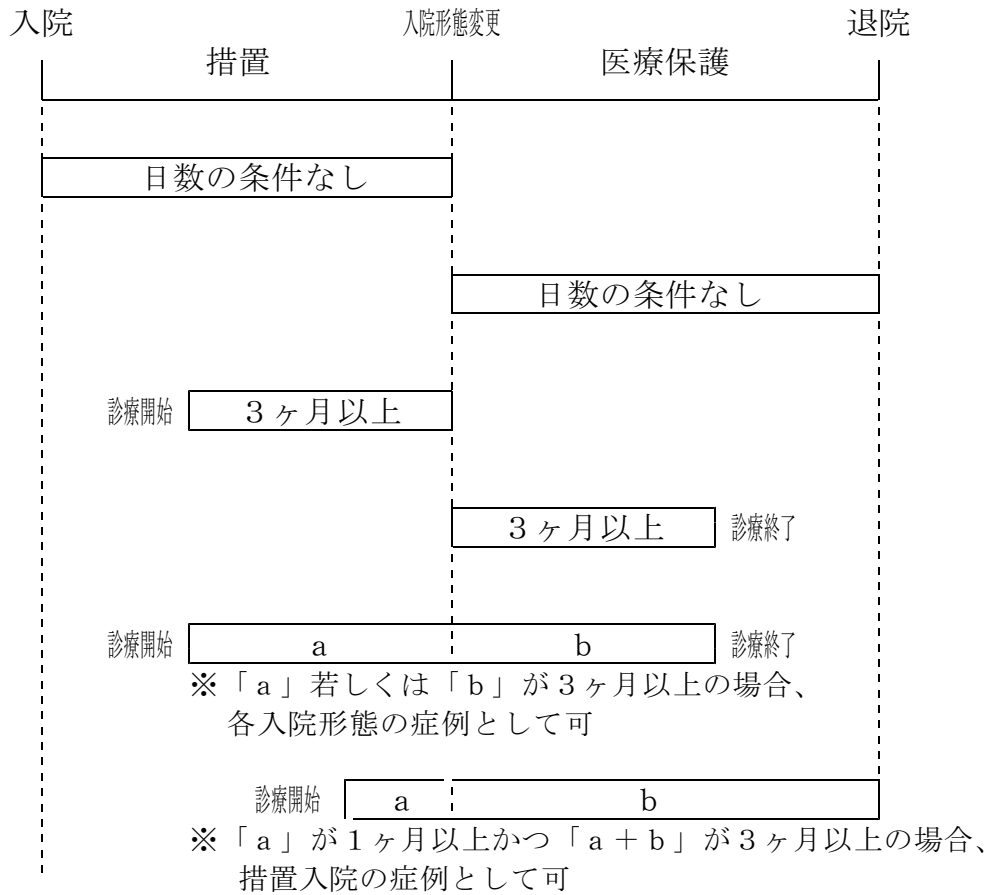 入院 入院形態変更 退院
措置 医療保護
日数の条件なし
日数の条件なし
診療開始 3ヶ月以上
3ヶ月以上 診療終了
診療開始 a b 診療終了
※「a」若しくは「b」が3ヶ月以上の場合、
各入院形態の症例として可
診療開始 a b
※「a」が1ヶ月以上かつ「a+b」が3ヶ月以上の場合、
措置入院の症例として可